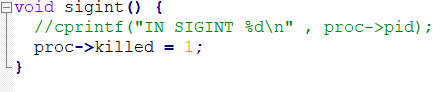 void sigint() {
  //cprintf("IN SIGINT %d\n" , proc->pid);
  proc->killed = 1;
}